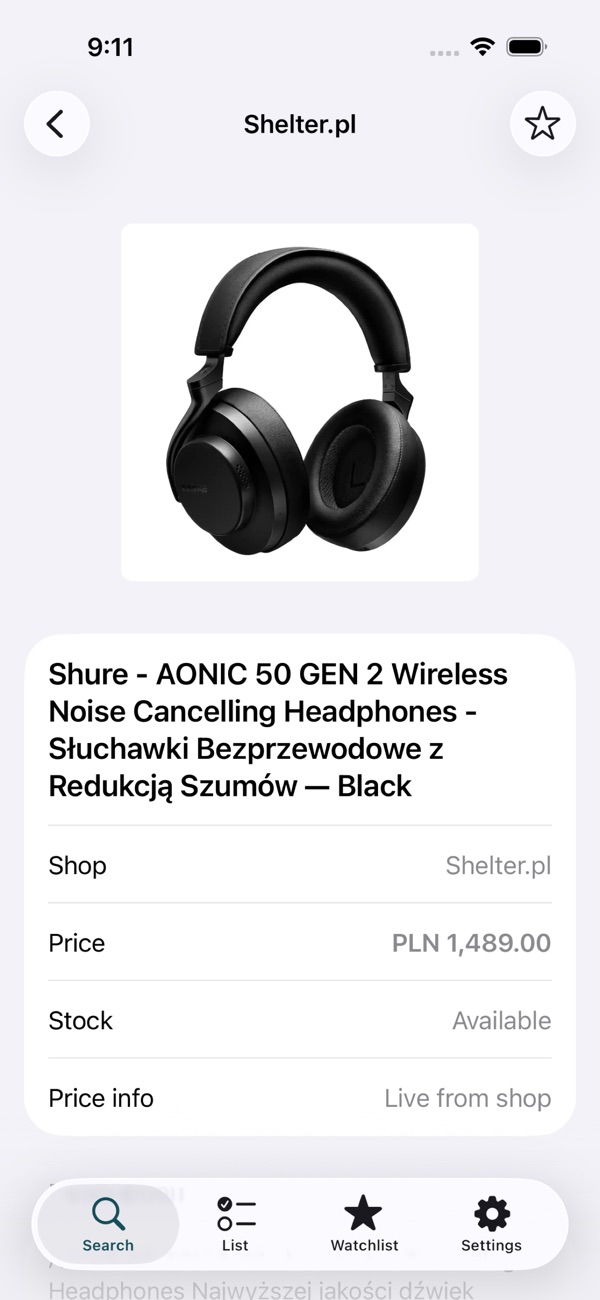 9:11
Shelter.pl
Shure - AONIC 50 GEN 2 Wireless
Noise Cancelling Headphones -
Słuchawki Bezprzewodowe z
Redukcją Szumów — Black
Shop Shelter.pl
Price PLN 1,489.00
Stock Available
Price info Live from shop
Search List Watchlist Settings
Headphones Najwyższej jakości dźwięk